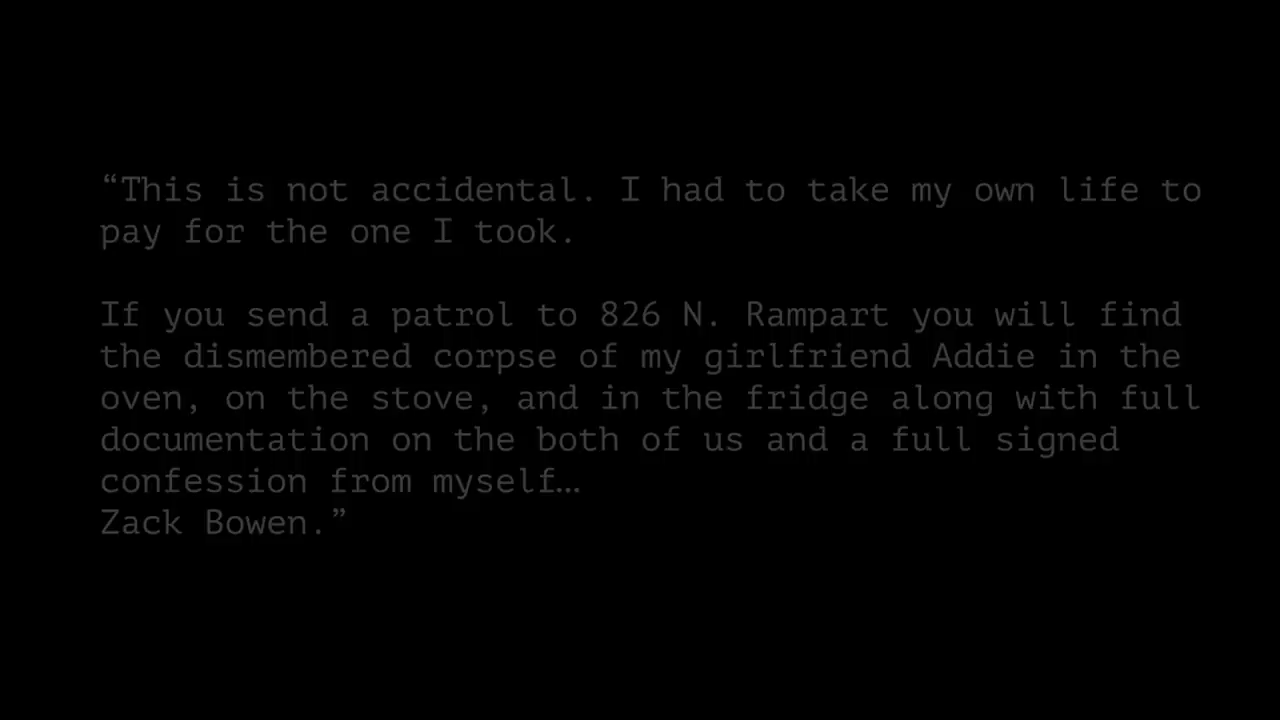 “This is not accidental. I had to take my own life to
pay for the one I took.
If you send a patrol to 826 N. Rampart you will find
the dismembered corpse of my girlfriend Addie in the
oven, on the stove, and in the fridge along with full
documentation on the both of us and a full signed
confession from myself…
Zack Bowen.”